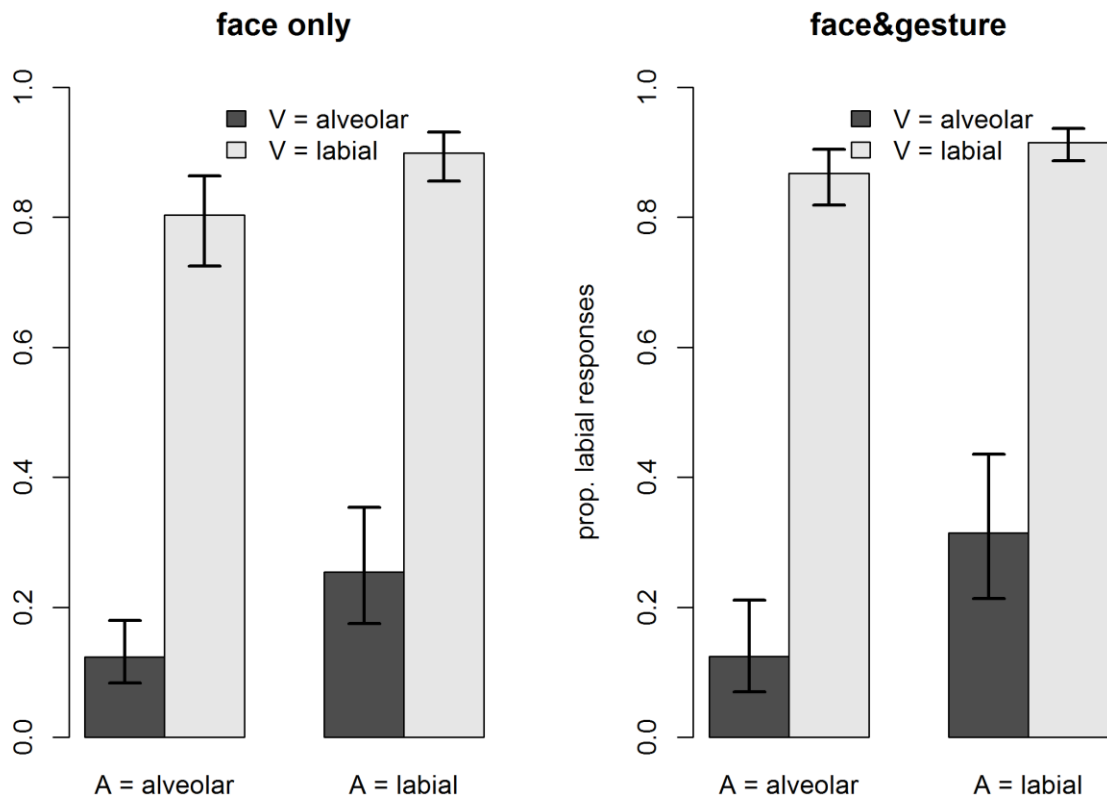 face only
1.0
0.8
0.6
0.4
0.2
0.0
V = alveolar
V = labial
A = alveolar
A = labial
face&gesture
prop. labial responses
1.0
0.8
0.6
0.4
0.2
0.0
V = alveolar
V = labial
A = alveolar
A = labial